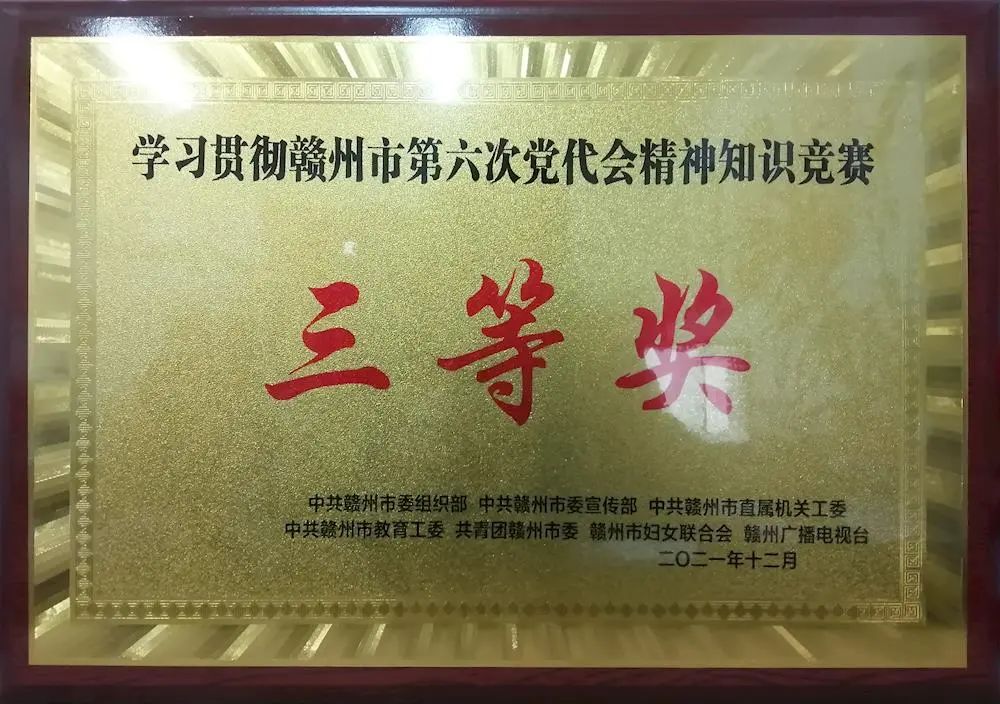 学习贯彻赣州市第六次党代会精神知识竞赛
三等奖
中共赣州市委组织部 中共赣州市委宣传部 中共赣州市直属机关工委
中共赣州市教育工委 共青团赣州市委 赣州市妇女联合会 赣州广播电视台
二〇二一年十二月